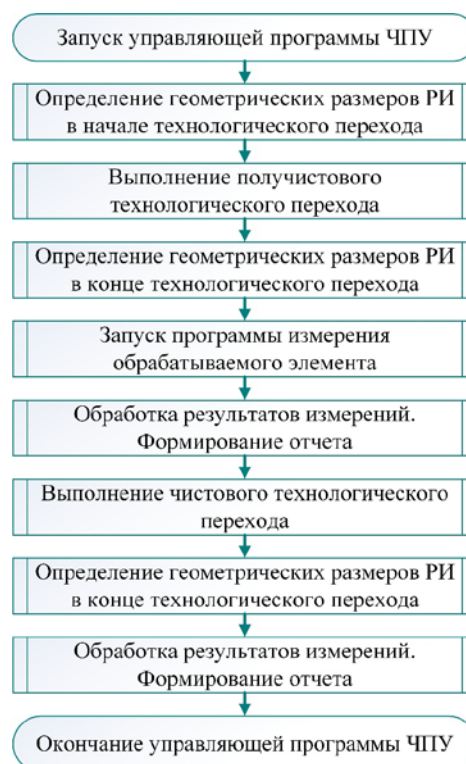 Запуск управляющей программы ЧПУ
Определение геометрических размеров РИ
в начале технологического перехода
Выполнение получистового
технологического перехода
Определение геометрических размеров РИ
в конце технологического перехода
Запуск программы измерения
обрабатываемого элемента
Обработка результатов измерений.
Формирование отчета
Выполнение чистового технологического
перехода
Определение геометрических размеров РИ
в конце технологического перехода
Обработка результатов измерений.
Формирование отчета
Окончание управляющей программы ЧПУ